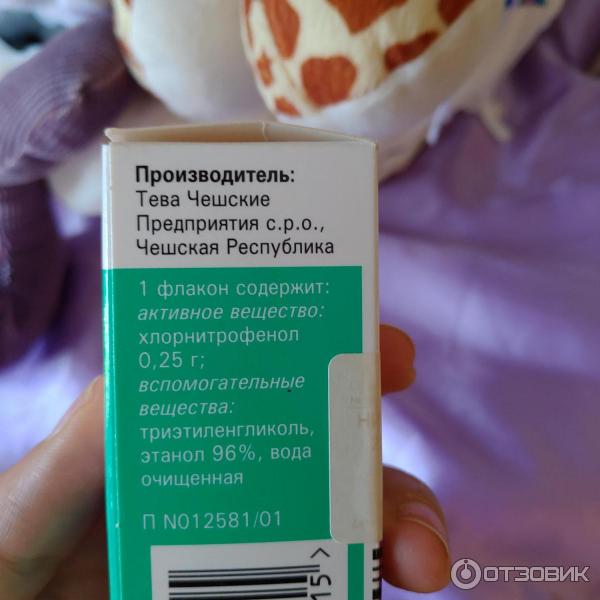 Производитель:
Тева Чешские
Предприятия с.р.о.,
Чешская Республика
1 флакон содержит:
активное вещество:
хлорнитрофенол
0,25 г;
вспомогательные
вещества:
триэтиленгликоль,
этанол 96%, вода
очищенная
П N012581/01
15 >
ОТЗОВИК